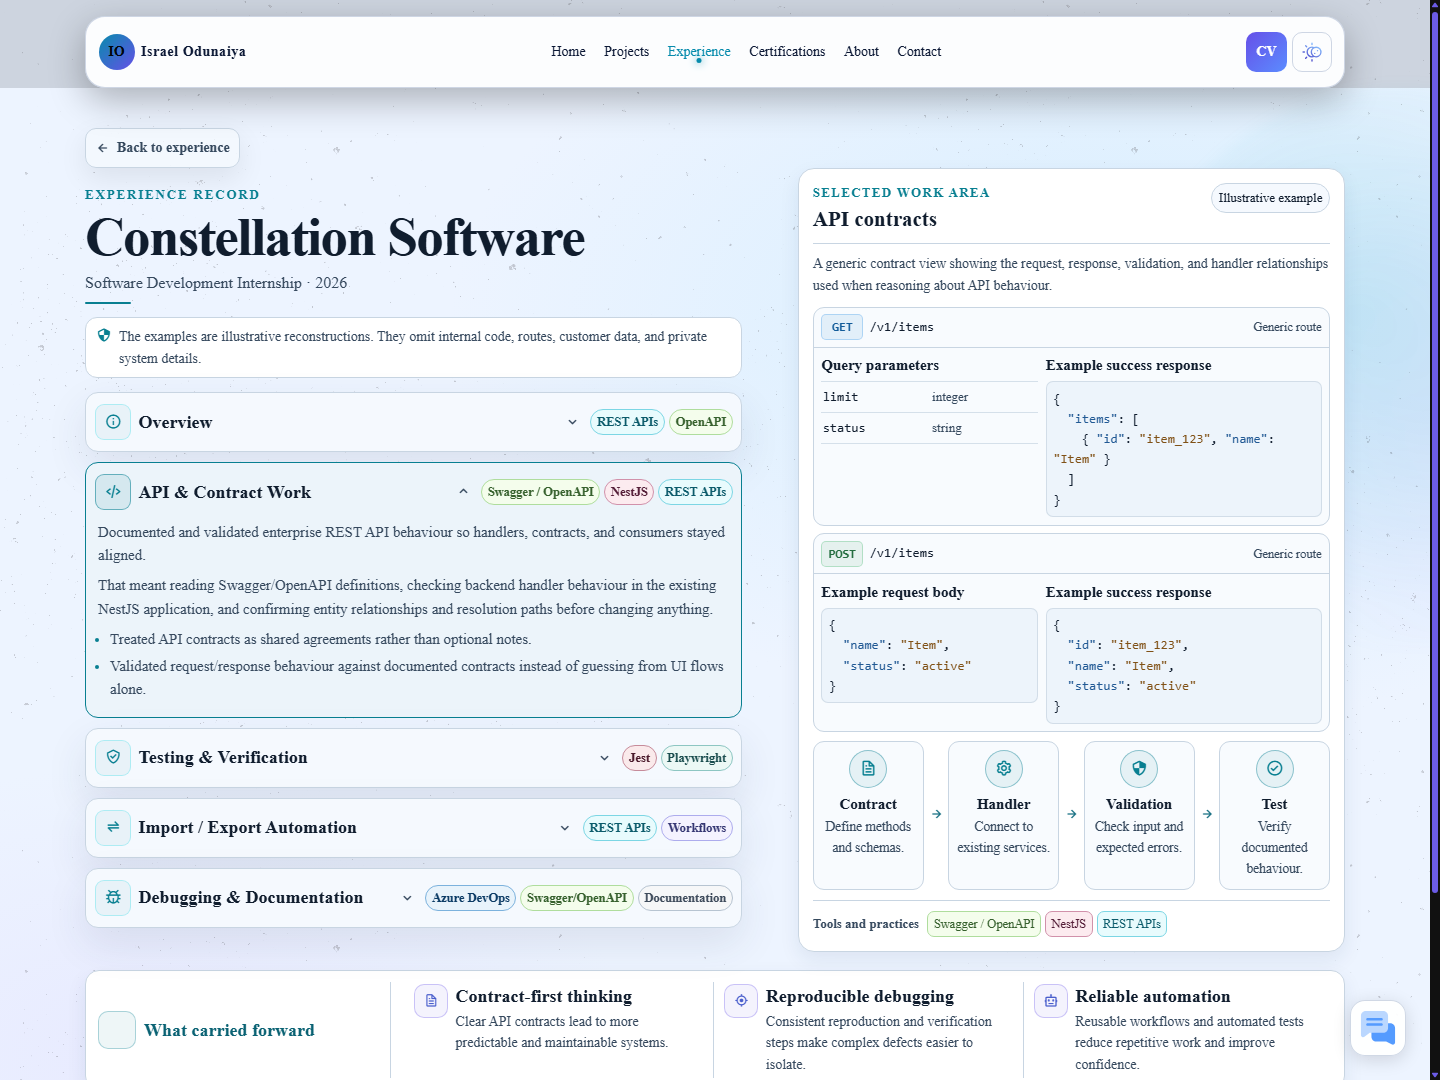 IO Israel Odunaiya
Home Projects Experience Certifications About Contact
CV
Back to experience
EXPERIENCE RECORD
Constellation Software
Software Development Internship · 2026
The examples are illustrative reconstructions. They omit internal code, routes, customer data, and private
system details.
Overview REST APIs OpenAPI
API & Contract Work Swagger / OpenAPI NestJS REST APIs
Documented and validated enterprise REST API behaviour so handlers, contracts, and consumers stayed
aligned.
That meant reading Swagger/OpenAPI definitions, checking backend handler behaviour in the existing
NestJS application, and confirming entity relationships and resolution paths before changing anything.
Treated API contracts as shared agreements rather than optional notes.
Validated request/response behaviour against documented contracts instead of guessing from UI flows
alone.
Testing & Verification Jest Playwright
Import / Export Automation REST APIs Workflows
Debugging & Documentation Azure DevOps Swagger/OpenAPI Documentation
SELECTED WORK AREA
API contracts
Illustrative example
A generic contract view showing the request, response, validation, and handler relationships
used when reasoning about API behaviour.
GET /v1/items Generic route
Query parameters
limit integer
status string
Example success response
{
"items": [
{ "id": "item_123", "name":
"Item" }
]
}
POST /v1/items Generic route
Example request body
{
"name": "Item",
"status": "active"
}
Example success response
{
"id": "item_123",
"name": "Item",
"status": "active"
}
Contract
Define methods
and schemas.
Handler
Connect to
existing services.
Validation
Check input and
expected errors.
Test
Verify
documented
behaviour.
Tools and practices Swagger / OpenAPI NestJS REST APIs
What carried forward
Contract-first thinking
Clear API contracts lead to more
predictable and maintainable systems.
Reproducible debugging
Consistent reproduction and verification
steps make complex defects easier to
isolate.
Reliable automation
Reusable workflows and automated tests
reduce repetitive work and improve
confidence.